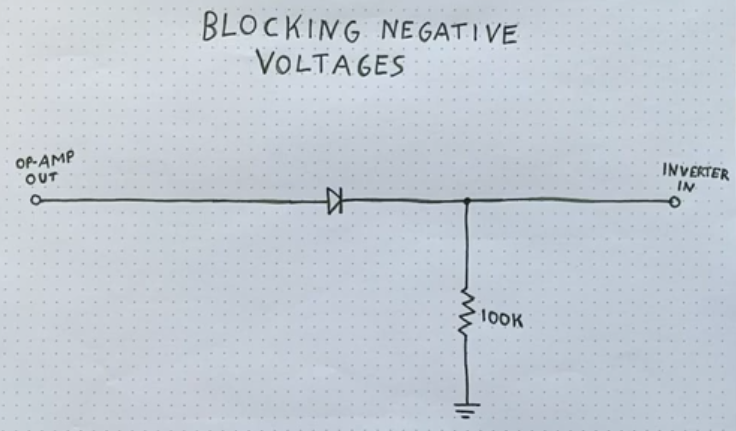 BLOCKING NEGATIVE
VOLTAGES
OP-AMP
OUT
INVERTER
IN
100K